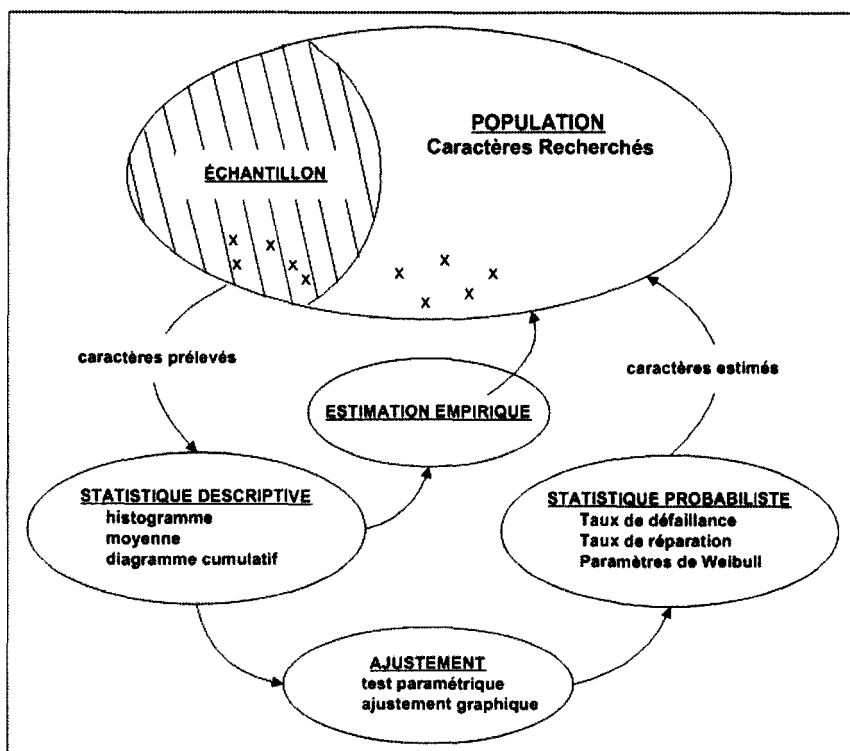 POPULATION
Caractères Recherchés
ÉCHANTILLON
x x x x x
x x x x x
caractères prélevés
caractères estimés
ESTIMATION EMPIRIQUE
STATISTIQUE DESCRIPTIVE
histogramme
moyenne
diagramme cumulatif
STATISTIQUE PROBABILISTE
Taux de défaillance
Taux de réparation
Paramètres de Weibull
AJUSTEMENT
test paramétrique
ajustement graphique